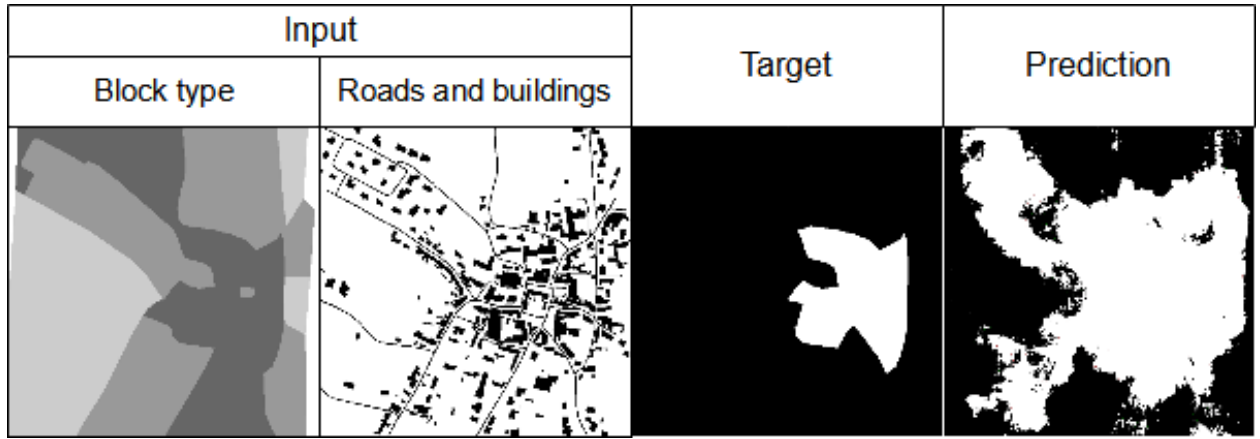 Input
Target
Prediction
Block type
Roads and buildings